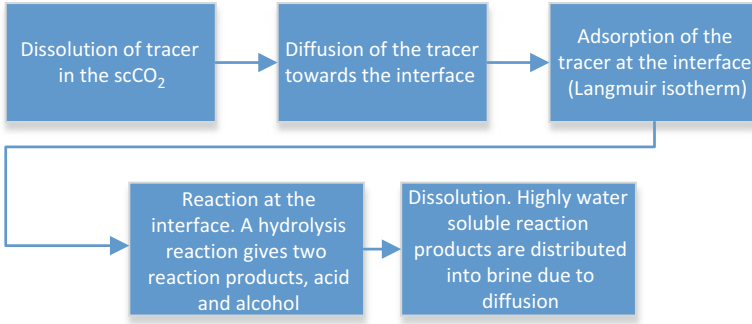 Dissolution of tracer
in the scCO₂
Diffusion of the tracer
towards the interface
Adsorption of the
tracer at the interface
(Langmuir isotherm)
Reaction at the
interface. A hydrolysis
reaction gives two
reaction products, acid
and alcohol
Dissolution. Highly water
soluble reaction
products are distributed
into brine due to
diffusion